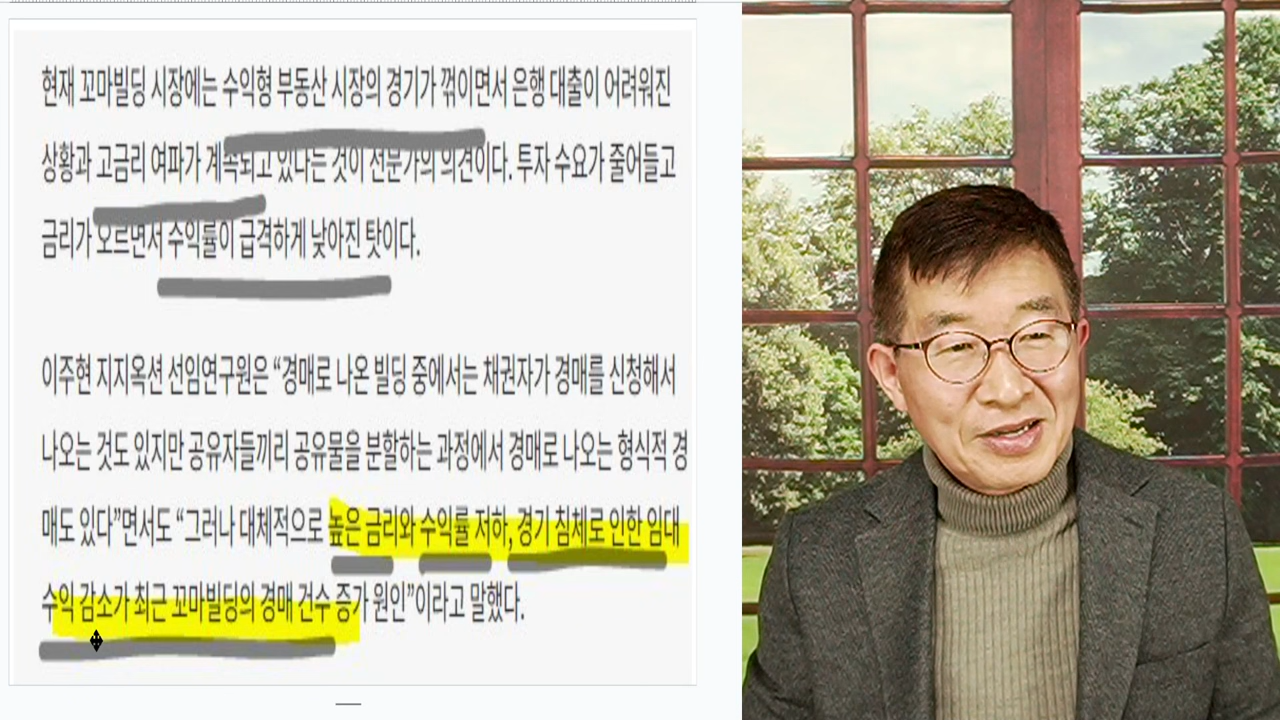 현재 꼬마빌딩 시장에는 수익형 부동산 시장의 경기가 꺾이면서 은행 대출이 어려워진
상황과 고금리 여파가 계속되고 있다는 것이 전문가의 의견이다. 투자 수요가 줄어들고
금리가 오르면서 수익률이 급격하게 낮아진 탓이다.
이주현 지지옥션 선임연구원은 “경매로 나온 빌딩 중에서는 채권자가 경매를 신청해서
나오는 것도 있지만 공유자들끼리 공유물을 분할하는 과정에서 경매로 나오는 형식적 경
매도 있다”면서도 “그러나 대체적으로 높은 금리와 수익률 저하, 경기 침체로 인한 임대
수익 감소가 최근 꼬마빌딩의 경매 건수 증가 원인”이라고 말했다.